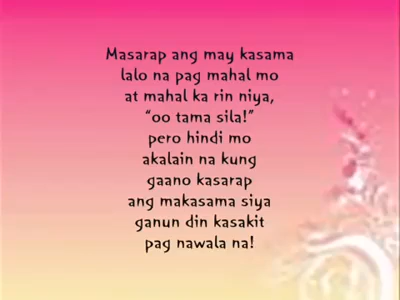 Masarap ang may kasama
lalo na pag mahal mo
at mahal ka rin niya,
“oo tama sila!”
pero hindi mo
akalain na kung
gaano kasarap
ang makasama siya
ganun din kasakit
pag nawala na!